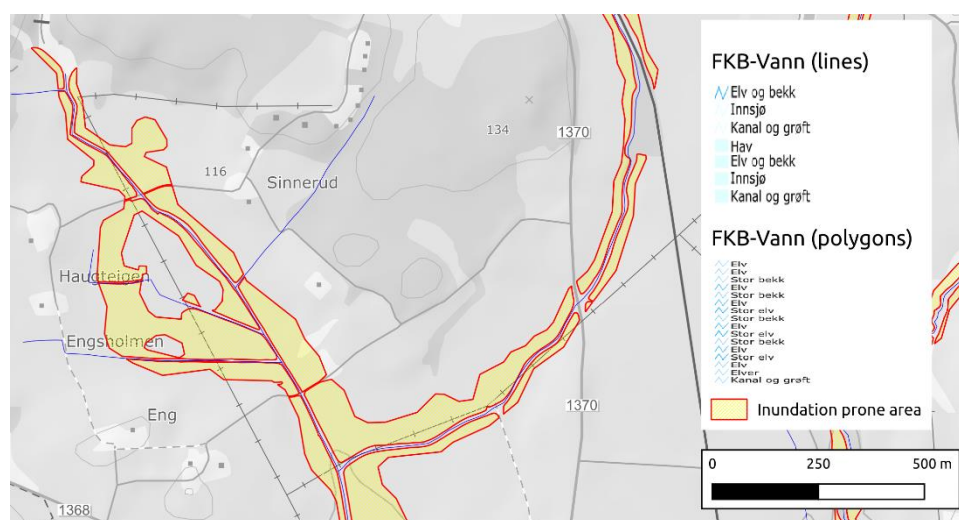 134
1370
116
Sinnerud
Haugteigen
Engsholmen
Eng
1370
1368
FKB-Vann (lines)
Elv og bekk
Innsjø
Kanal og grøft
Hav
Elv og bekk
Innsjø
Kanal og grøft
FKB-Vann (polygons)
Elv
Elv
Stor bekk
Elv
Stor bekk
Elv
Stor elv
Stor bekk
Elv
Stor elv
Stor bekk
Elv
Stor elv
Elv
Elver
Kanal og grøft
Inundation prone area
0 250 500 m